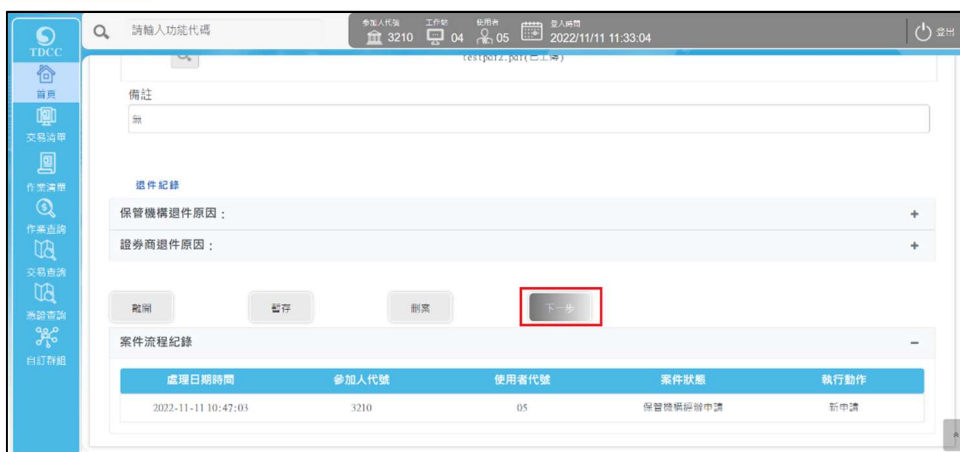 TDCC
請輸入功能代碼
參加人代號 3210
工作站 04
使用者 05
登入時間 2022/11/11 11:33:04
登出
首頁
交易清單
作業清單
作業查詢
交易查詢
憑證查詢
自訂群組
testpdf2.pdf(已上傳)
備註
無
退件紀錄
保管機構退件原因：
+
證券商退件原因：
+
離開
暫存
刪案
下一步
案件流程紀錄
−
處理日期時間 參加人代號 使用者代號 案件狀態 執行動作
2022-11-11 10:47:03 3210 05 保管機構經辦申請 新申請